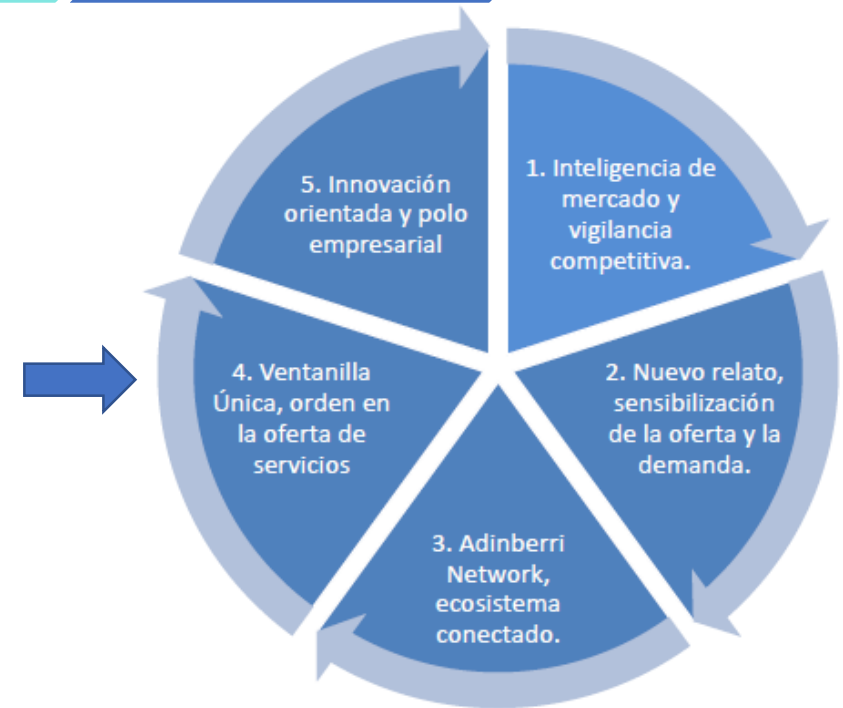 1. Inteligencia de
mercado y
vigilancia
competitiva.
2. Nuevo relato,
sensibilización
de la oferta y la
demanda.
3. Adinberri
Network,
ecosistema
conectado.
4. Ventanilla
Única, orden en
la oferta de
servicios
5. Innovación
orientada y polo
empresarial